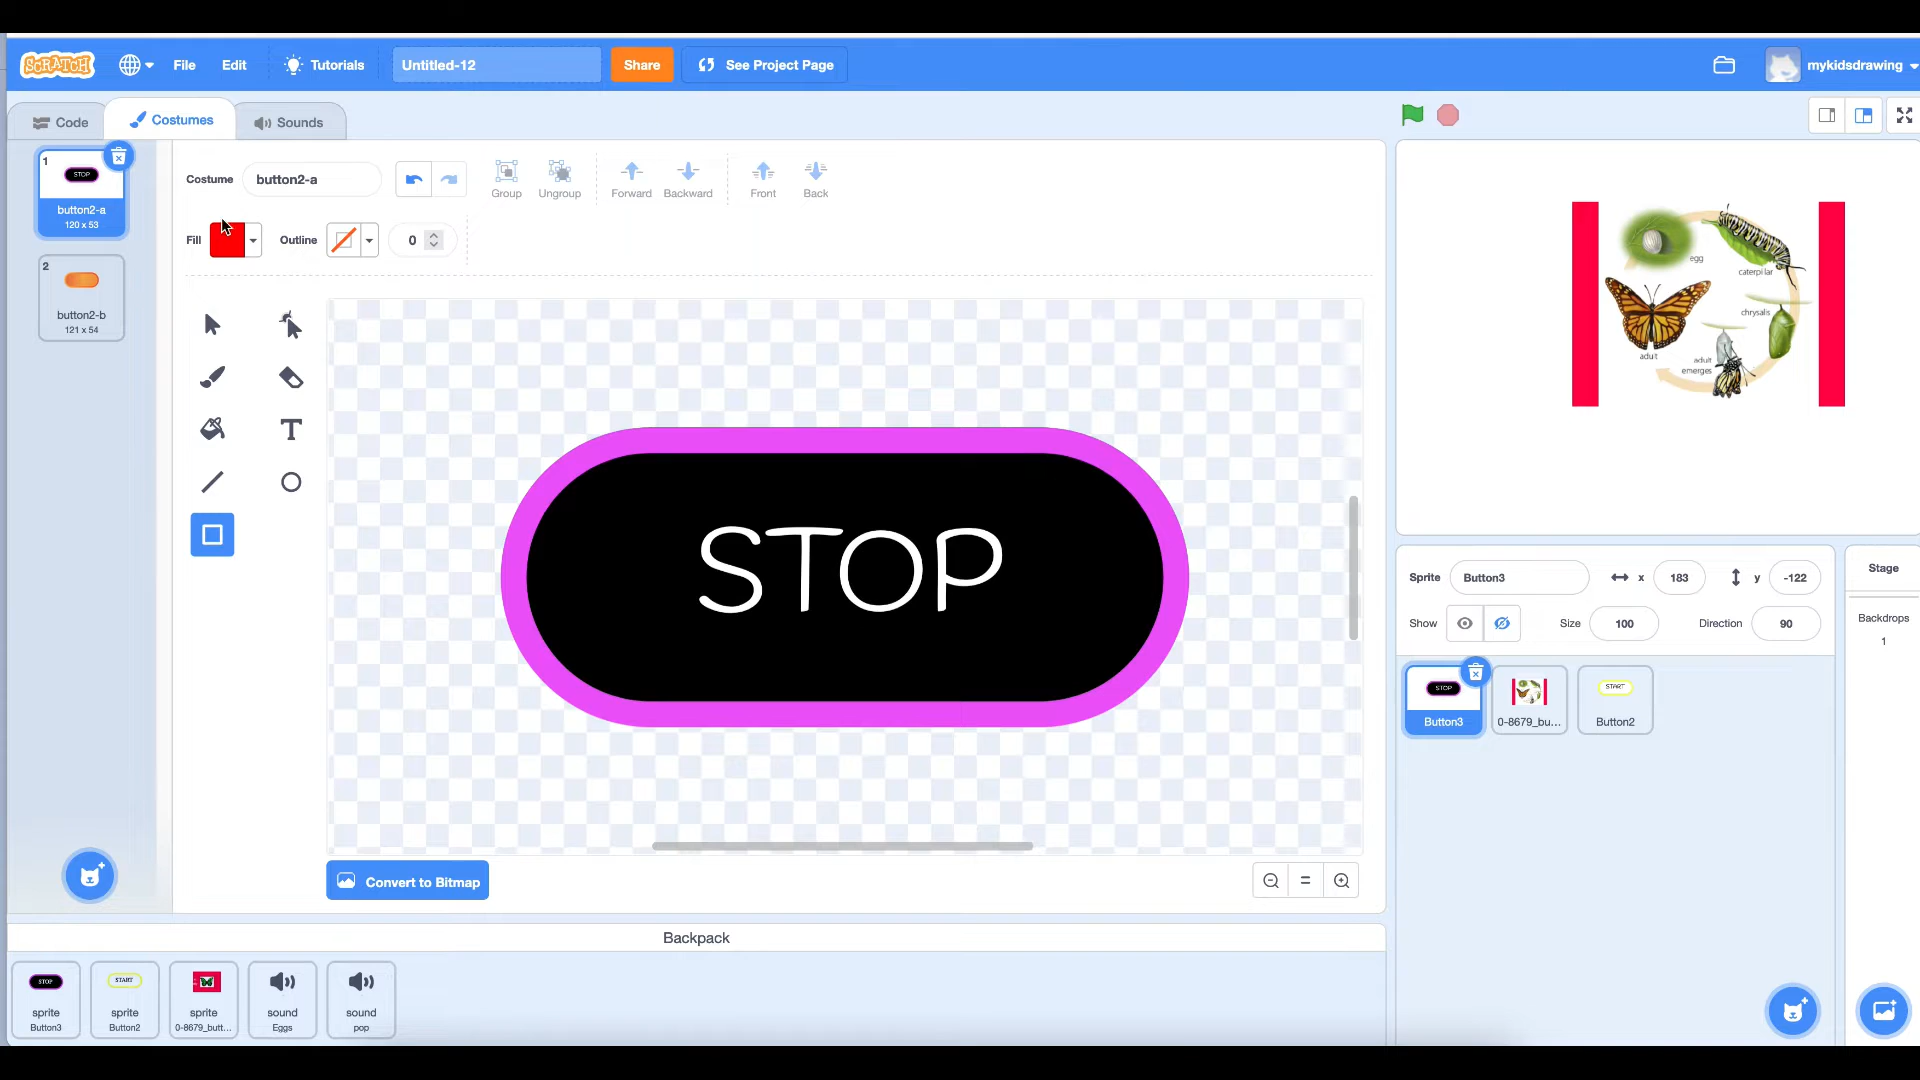 SCRATCH File Edit Tutorials Untitled-12 Share See Project Page mykidsdrawing
Code Costumes Sounds
1
STOP
button2-a
120 x 53
2
button2-b
121 x 54
Costume button2-a Group Ungroup Forward Backward Front Back
Fill Outline 0
T
STOP
Convert to Bitmap
egg
caterpillar
chrysalis
adult
adult
emerges
Sprite Button3 x 183 y -122
Show Size 100 Direction 90
STOP
Button3
0-8679_bu...
START
Button2
Stage
Backdrops
1
Backpack
STOP
sprite
Button3
START
sprite
Button2
sprite
0-8679_butt...
sound
Eggs
sound
pop